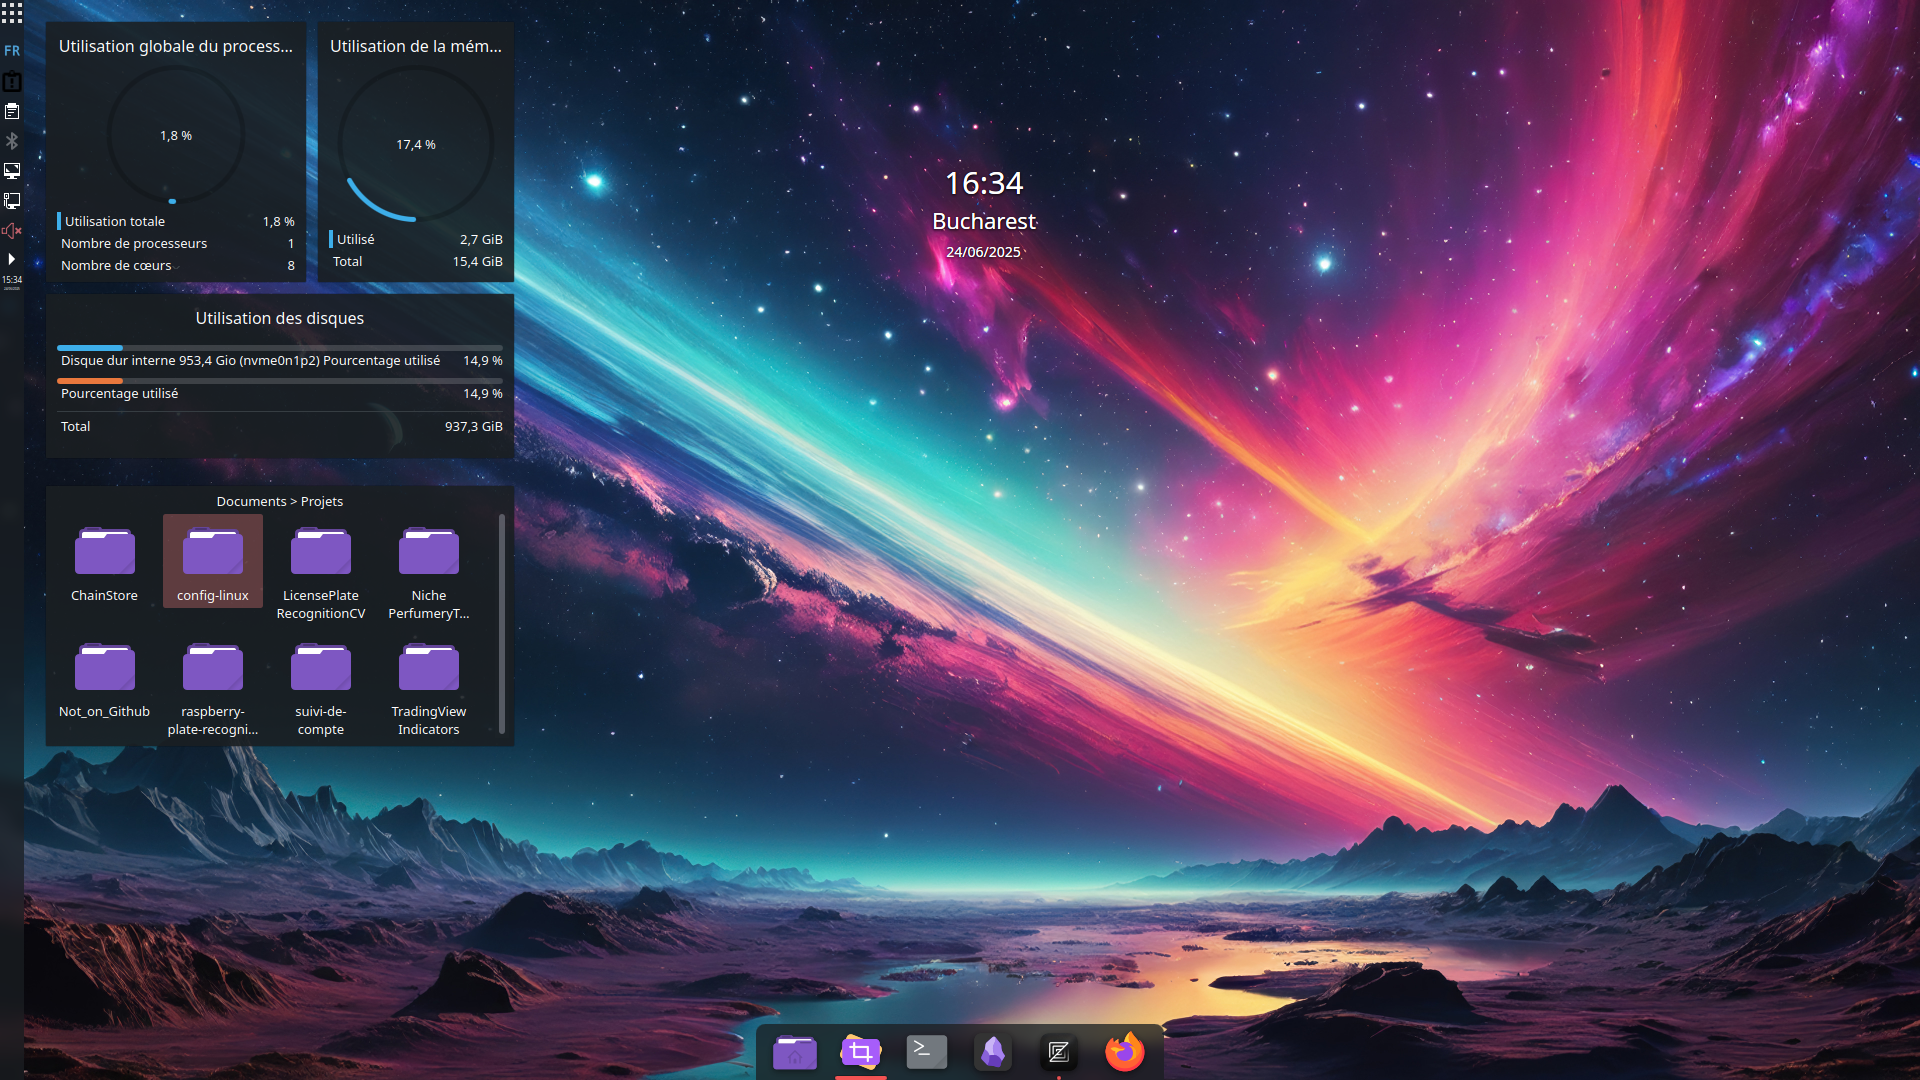 FR
15:34
Utilisation globale du process...
1,8 %
Utilisation totale 1,8 %
Nombre de processeurs 1
Nombre de cœurs 8
Utilisation de la mém...
17,4 %
Utilisé 2,7 GiB
Total 15,4 GiB
Utilisation des disques
Disque dur interne 953,4 Gio (nvme0n1p2) Pourcentage utilisé 14,9 %
Pourcentage utilisé 14,9 %
Total 937,3 GiB
16:34
Bucharest
24/06/2025
Documents > Projets
ChainStore
config-linux
LicensePlate
RecognitionCV
Niche
PerfumeryT...
Not_on_Github
raspberry-
plate-recogni...
suivi-de-
compte
TradingView
Indicators